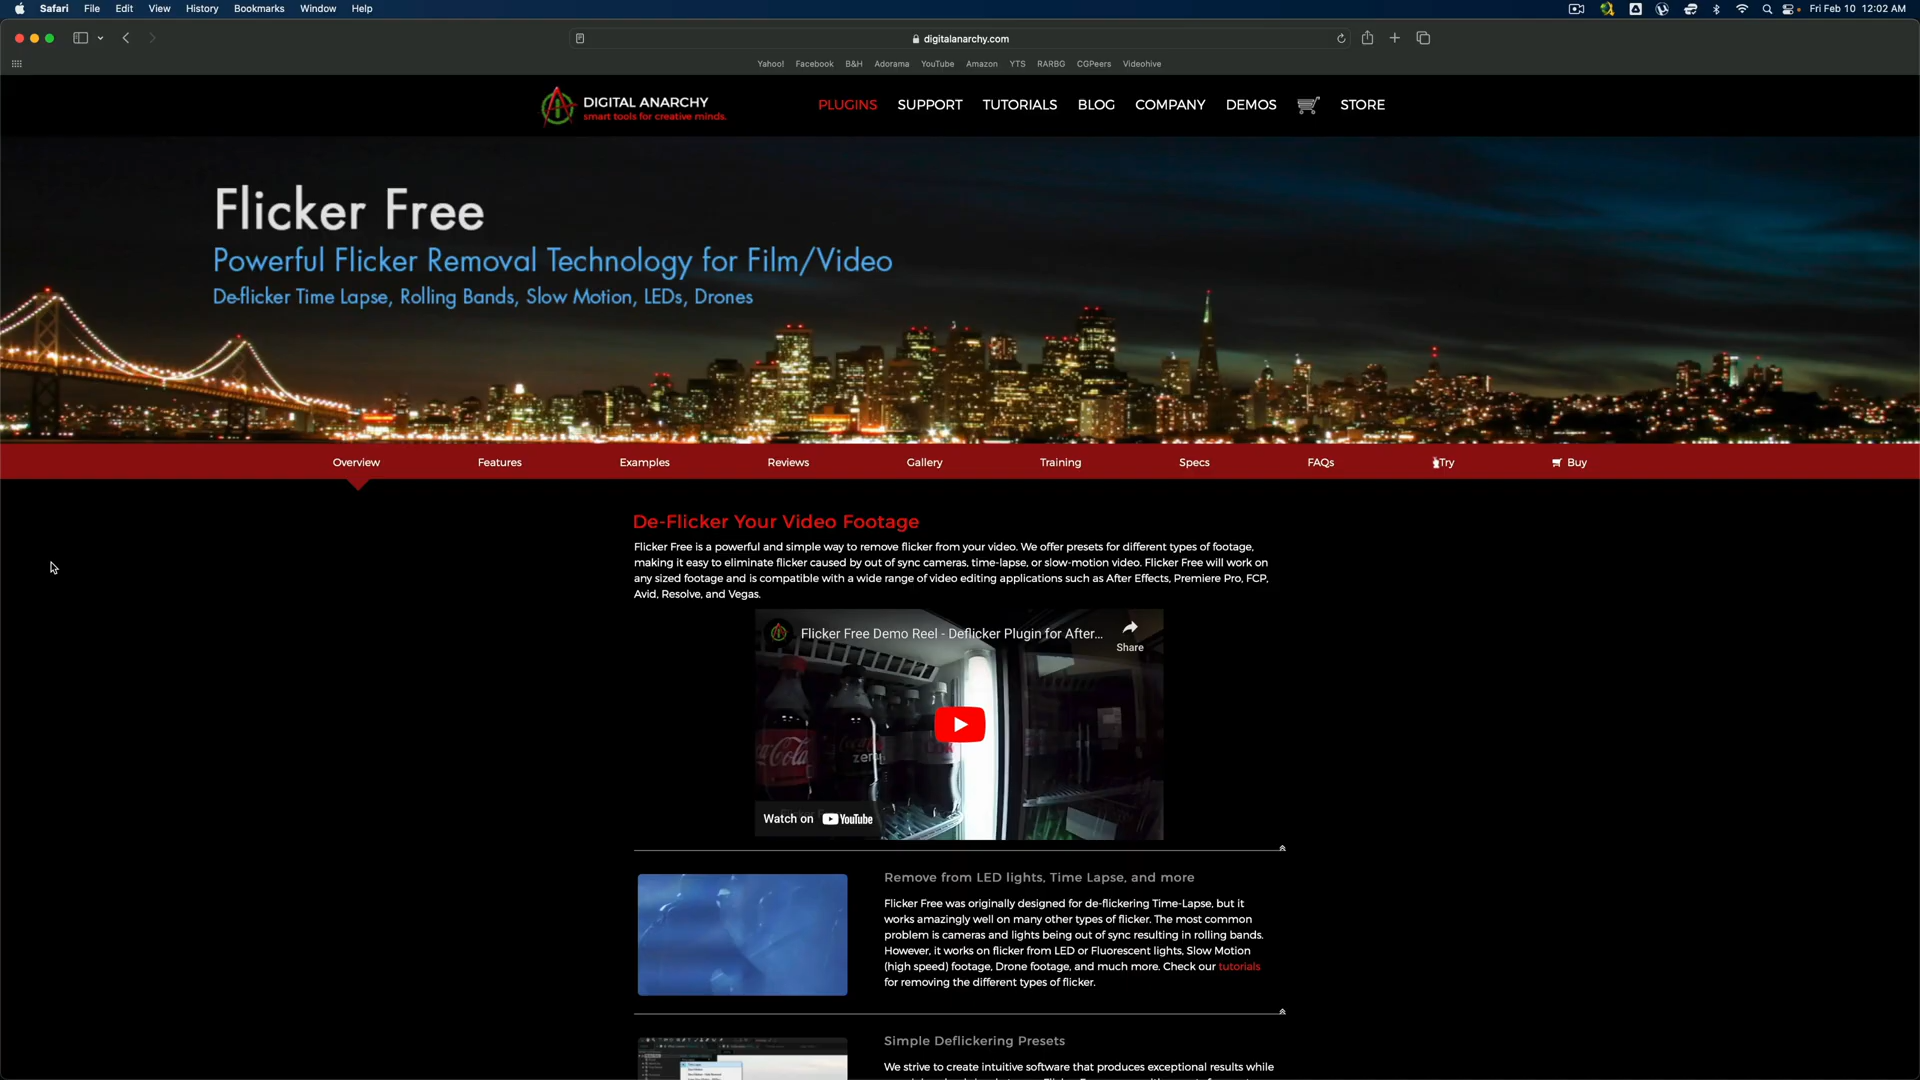 Safari File Edit View History Bookmarks Window Help
Fri Feb 10 12:02 AM
digitalanarchy.com
Yahoo! Facebook B&H Adorama YouTube Amazon YTS RARBG CGPeers Videohive
DIGITAL ANARCHY
smart tools for creative minds.
PLUGINS SUPPORT TUTORIALS BLOG COMPANY DEMOS STORE
Flicker Free
Powerful Flicker Removal Technology for Film/Video
De-flicker Time Lapse, Rolling Bands, Slow Motion, LEDs, Drones
Overview Features Examples Reviews Gallery Training Specs FAQs Try Buy
De-Flicker Your Video Footage
Flicker Free is a powerful and simple way to remove flicker from your video. We offer presets for different types of footage,
making it easy to eliminate flicker caused by out of sync cameras, time-lapse, or slow-motion video. Flicker Free will work on
any sized footage and is compatible with a wide range of video editing applications such as After Effects, Premiere Pro, FCP,
Avid, Resolve, and Vegas.
Flicker Free Demo Reel - Deflicker Plugin for After...
Share
Coca-Cola
zero
Watch on YouTube
Remove from LED lights, Time Lapse, and more
Flicker Free was originally designed for de-flickering Time-Lapse, but it
works amazingly well on many other types of flicker. The most common
problem is cameras and lights being out of sync resulting in rolling bands.
However, it works on flicker from LED or Fluorescent lights, Slow Motion
(high speed) footage, Drone footage, and much more. Check our tutorials
for removing the different types of flicker.
Simple Deflickering Presets
We strive to create intuitive software that produces exceptional results while